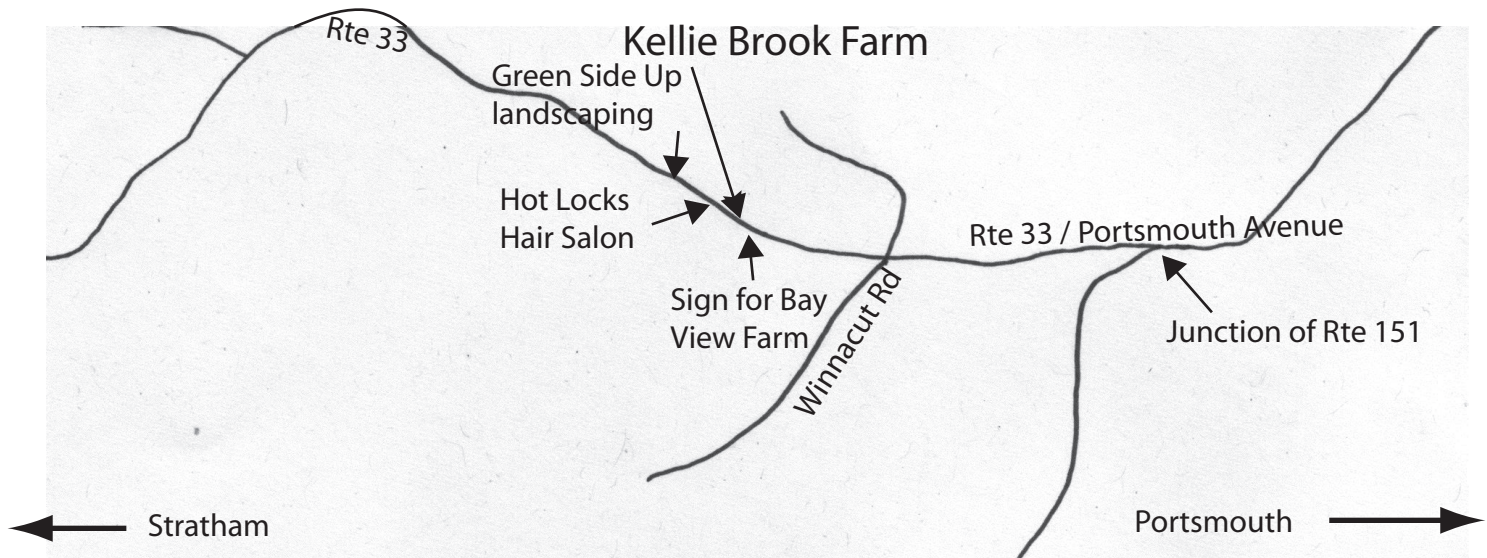 Rte 33
Kellie Brook Farm
Green Side Up
landscaping
Hot Locks
Hair Salon
Rte 33 / Portsmouth Avenue
Sign for Bay
View Farm
Winnacut Rd
Junction of Rte 151
Stratham
Portsmouth